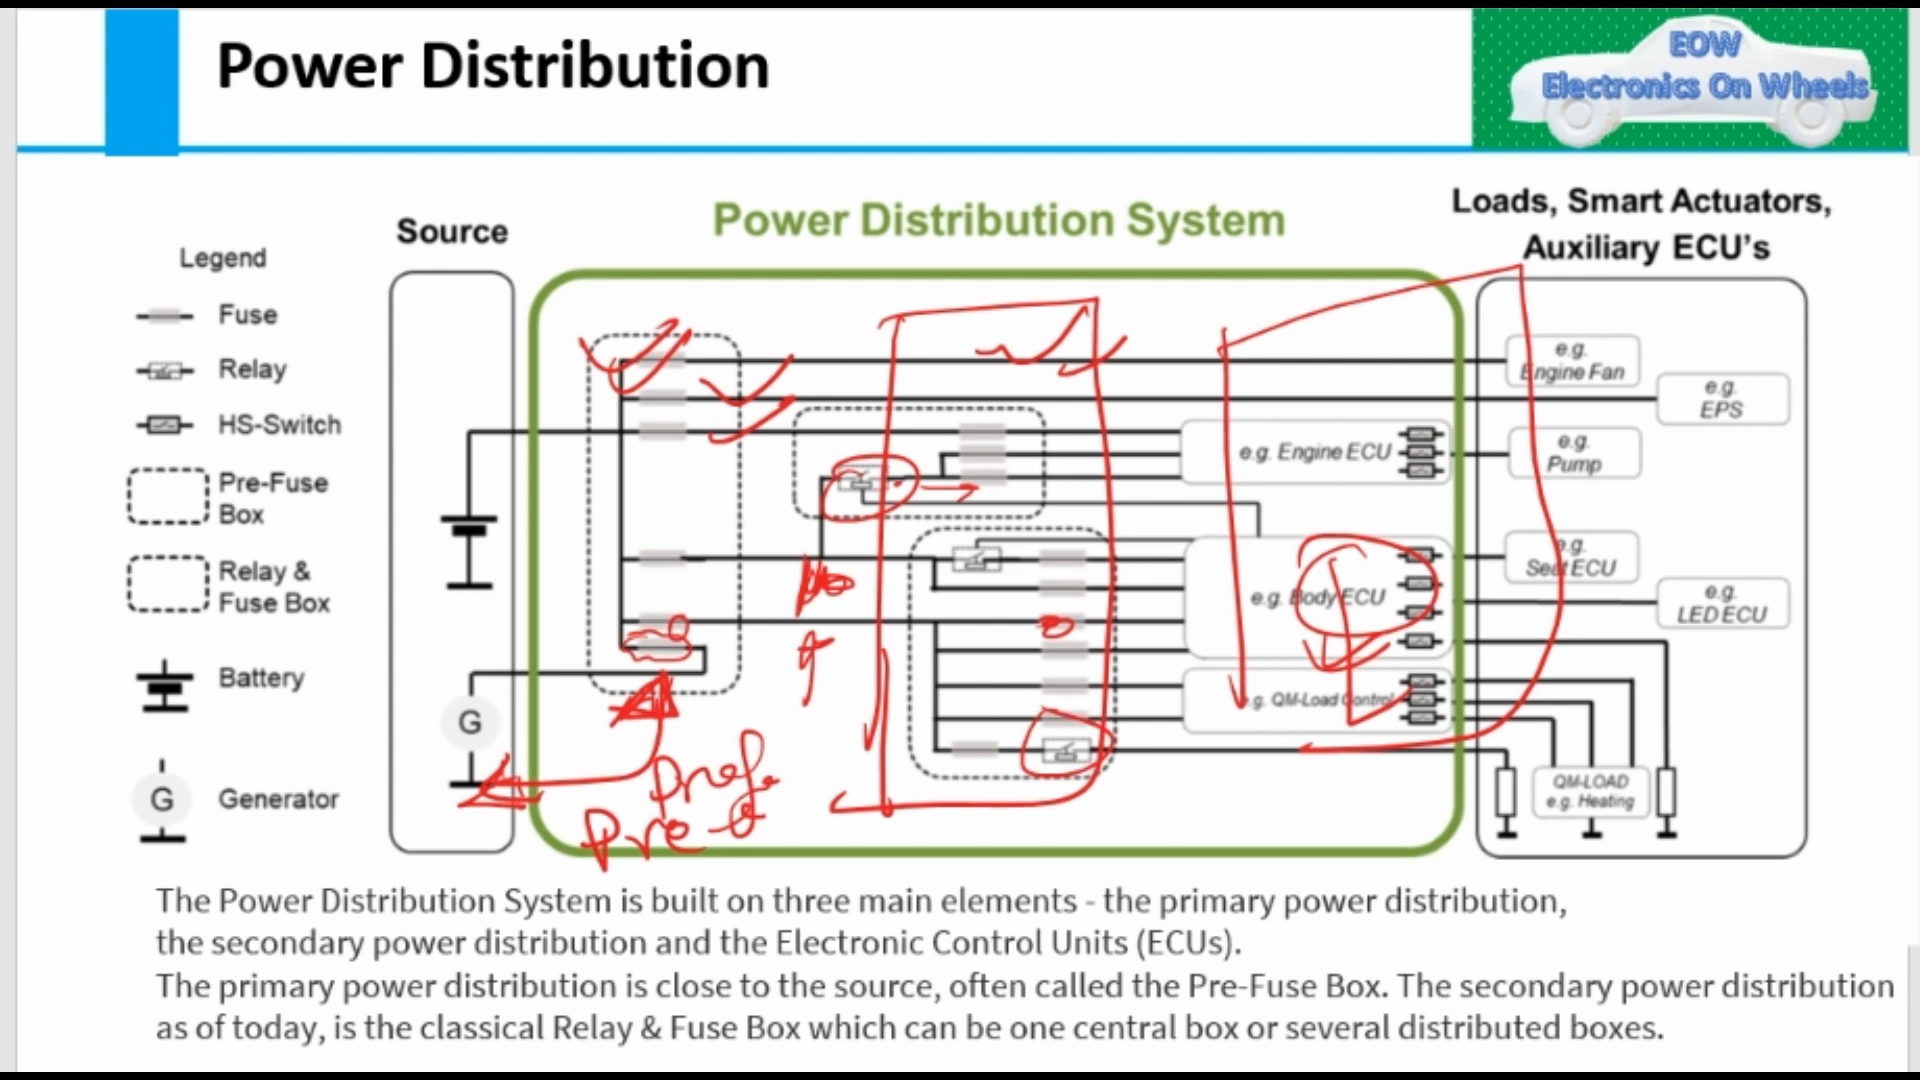 Power Distribution
EOW
Electronics On Wheels
Legend
Fuse
Relay
HS-Switch
Pre-Fuse
Box
Relay &
Fuse Box
Battery
G
Generator
Source
G
Power Distribution System
e.g. Engine ECU
e.g. Body ECU
e.g. QM-Load Control
Loads, Smart Actuators,
Auxiliary ECU's
e.g.
Engine Fan
e.g.
EPS
e.g.
Pump
e.g.
Seat ECU
e.g.
LED ECU
QM-LOAD
e.g. Heating
The Power Distribution System is built on three main elements - the primary power distribution,
the secondary power distribution and the Electronic Control Units (ECUs).
The primary power distribution is close to the source, often called the Pre-Fuse Box. The secondary power distribution
as of today, is the classical Relay & Fuse Box which can be one central box or several distributed boxes.